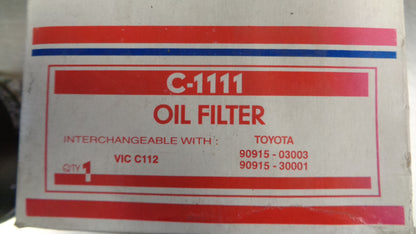 C-1111
OIL FILTER
INTERCHANGEABLE WITH : TOYOTA
VIC C112 90915 - 03003
90915 - 30001
QTY 1